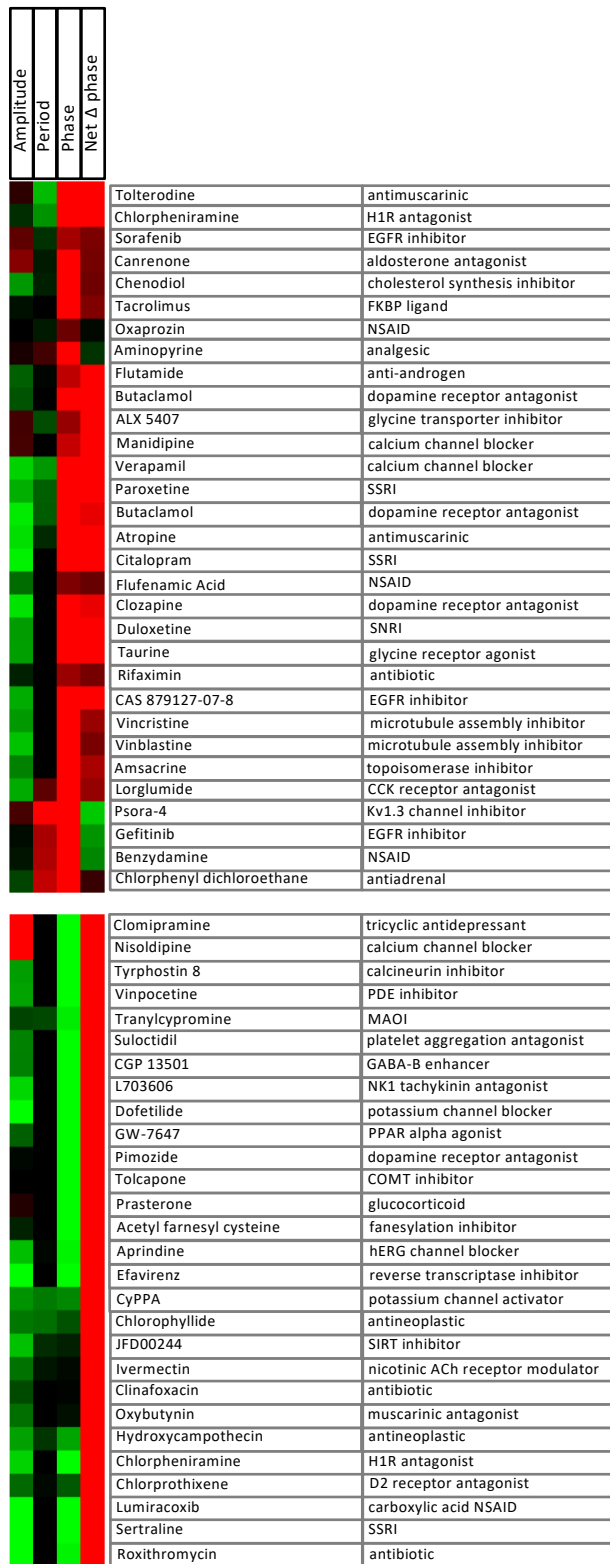 Amplitude
Period
Phase
Net Δ phase
Tolterodine antimuscarinic
Chlorpheniramine H1R antagonist
Sorafenib EGFR inhibitor
Canrenone aldosterone antagonist
Chenodiol cholesterol synthesis inhibitor
Tacrolimus FKBP ligand
Oxaprozin NSAID
Aminopyrine analgesic
Flutamide anti-androgen
Butaclamol dopamine receptor antagonist
ALX 5407 glycine transporter inhibitor
Manidipine calcium channel blocker
Verapamil calcium channel blocker
Paroxetine SSRI
Butaclamol dopamine receptor antagonist
Atropine antimuscarinic
Citalopram SSRI
Flufenamic Acid NSAID
Clozapine dopamine receptor antagonist
Duloxetine SNRI
Taurine glycine receptor agonist
Rifaximin antibiotic
CAS 879127-07-8 EGFR inhibitor
Vincristine microtubule assembly inhibitor
Vinblastine microtubule assembly inhibitor
Amsacrine topoisomerase inhibitor
Lorglumide CCK receptor antagonist
Psora-4 Kv1.3 channel inhibitor
Gefitinib EGFR inhibitor
Benzydamine NSAID
Chlorphenyl dichloroethane antiadrenal
Clomipramine tricyclic antidepressant
Nisoldipine calcium channel blocker
Tyrphostin 8 calcineurin inhibitor
Vinpocetine PDE inhibitor
Tranylcypromine MAOI
Suloctidil platelet aggregation antagonist
CGP 13501 GABA-B enhancer
L703606 NK1 tachykinin antagonist
Dofetilide potassium channel blocker
GW-7647 PPAR alpha agonist
Pimozide dopamine receptor antagonist
Tolcapone COMT inhibitor
Prasterone glucocorticoid
Acetyl farnesyl cysteine fanesylation inhibitor
Aprindine hERG channel blocker
Efavirenz reverse transcriptase inhibitor
CyPPA potassium channel activator
Chlorophyllide antineoplastic
JFD00244 SIRT inhibitor
Ivermectin nicotinic ACh receptor modulator
Clinafoxacin antibiotic
Oxybutynin muscarinic antagonist
Hydroxycampothecin antineoplastic
Chlorpheniramine H1R antagonist
Chlorprothixene D2 receptor antagonist
Lumiracoxib carboxylic acid NSAID
Sertraline SSRI
Roxithromycin antibiotic